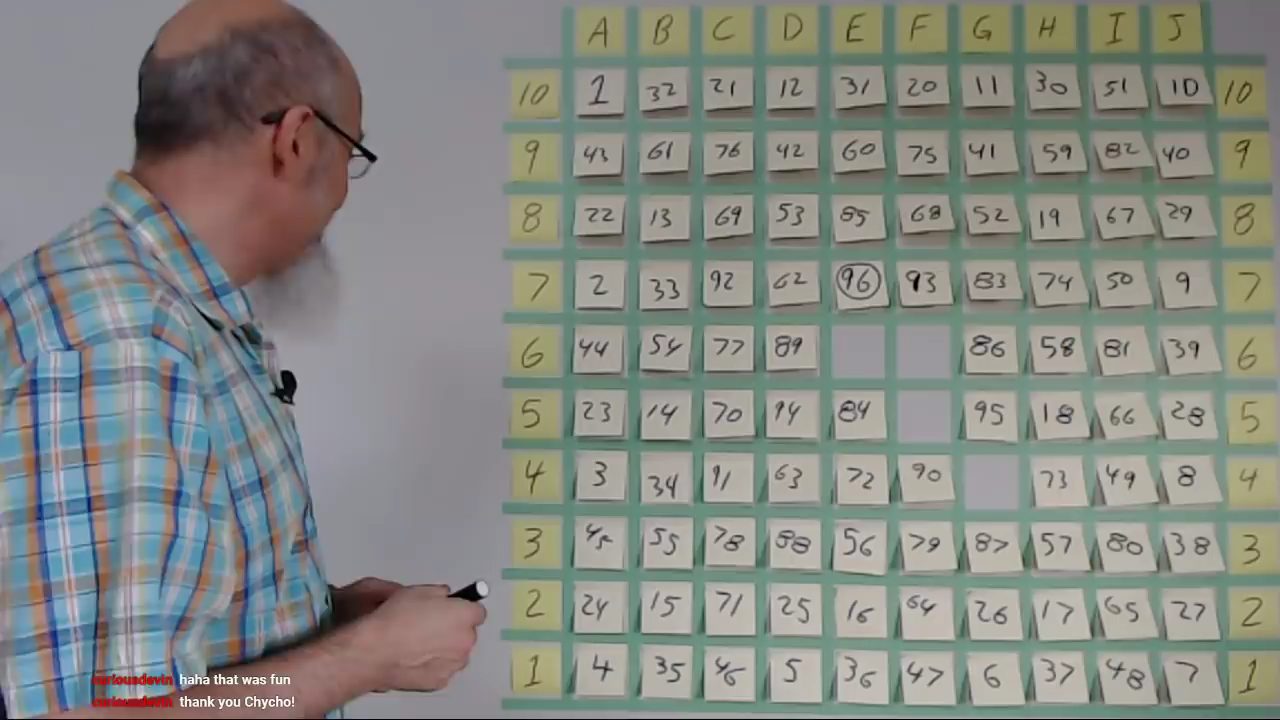 A B C D E F G H I J
10 1 32 21 12 31 20 11 30 51 10 10
9 43 61 76 42 60 75 41 59 82 40 9
8 22 13 69 53 85 68 52 19 67 29 8
7 2 33 92 62 96 93 83 74 50 9 7
6 44 54 77 89 86 58 81 39 6
5 23 14 70 94 84 95 18 66 28 5
4 3 34 91 63 72 90 73 49 8 4
3 45 55 78 88 56 79 87 57 80 38 3
2 24 15 71 25 16 64 26 17 65 27 2
1 4 35 46 5 36 47 6 37 48 7 1
curiousdevin haha that was fun
curiousdevin thank you Chycho!